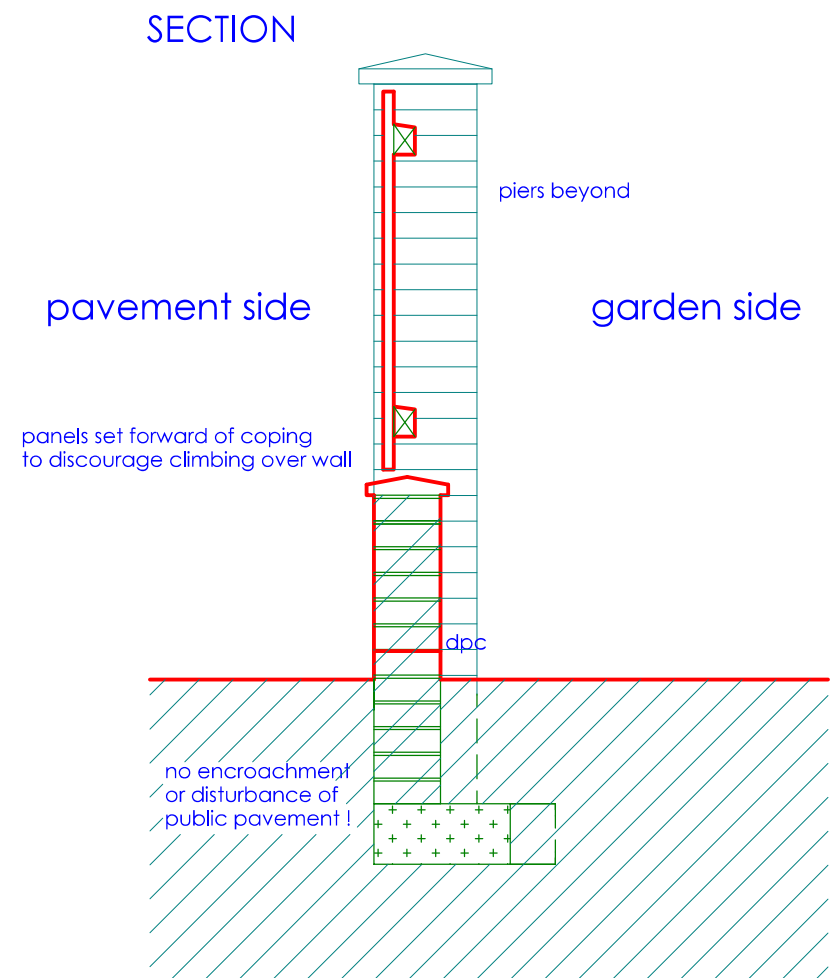 SECTION
piers beyond
pavement side
garden side
panels set forward of coping
to discourage climbing over wall
dpc
no encroachment
or disturbance of
public pavement !